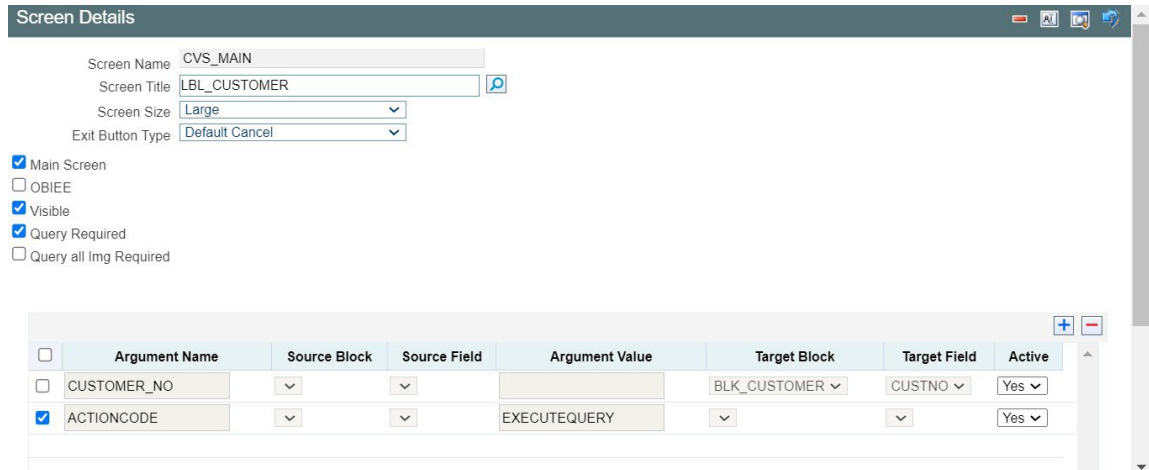 Screen Details
Screen Name CVS_MAIN
Screen Title LBL_CUSTOMER
Screen Size Large
Exit Button Type Default Cancel
Main Screen
OBIEE
Visible
Query Required
Query all Img Required
Argument Name Source Block Source Field Argument Value Target Block Target Field Active
CUSTOMER_NO BLK_CUSTOMER CUSTNO Yes
ACTIONCODE EXECUTEQUERY Yes